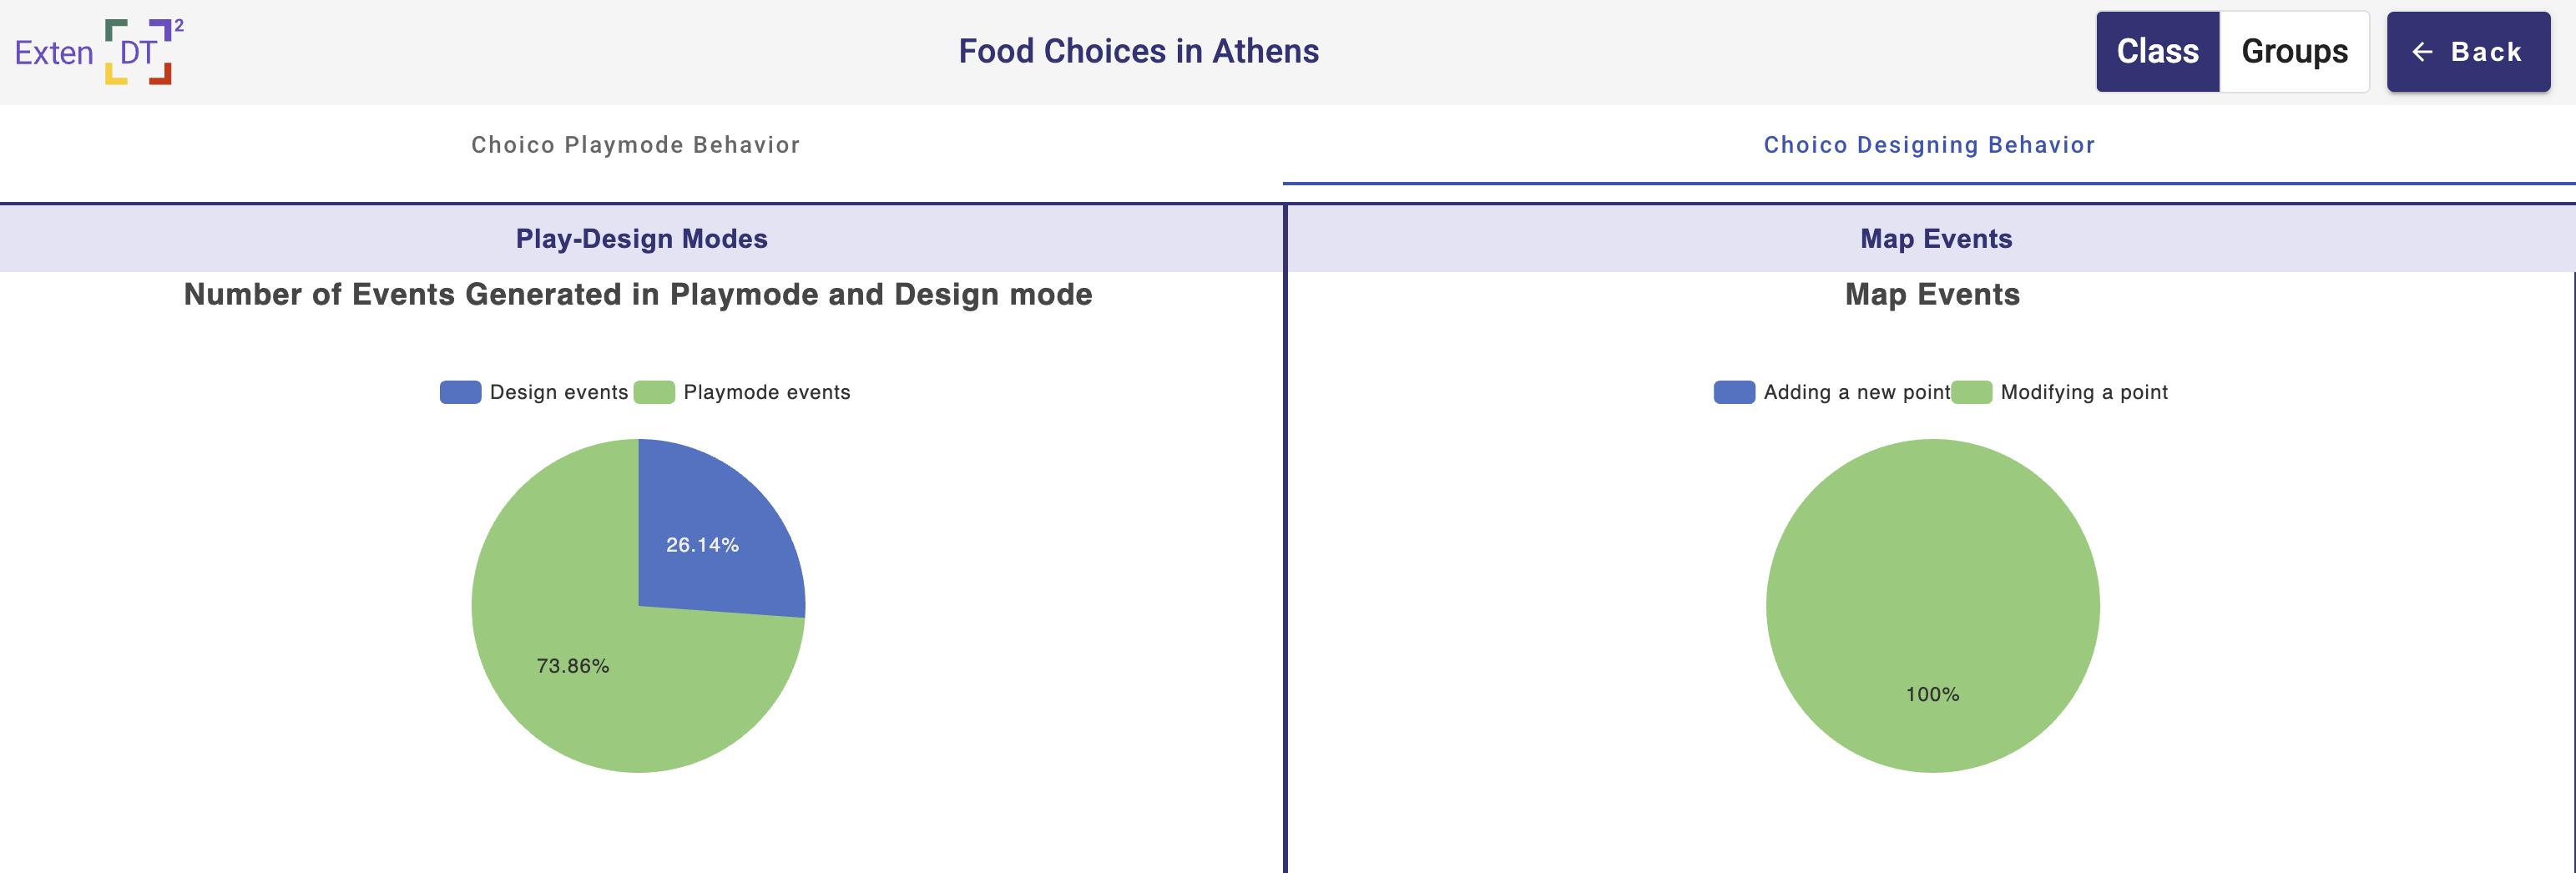 Exten DT 2
Food Choices in Athens
Class
Groups
← Back
Choico Playmode Behavior
Choico Designing Behavior
Play-Design Modes
Number of Events Generated in Playmode and Design mode
Design events
Playmode events
26.14%
73.86%
Map Events
Map Events
Adding a new point
Modifying a point
100%